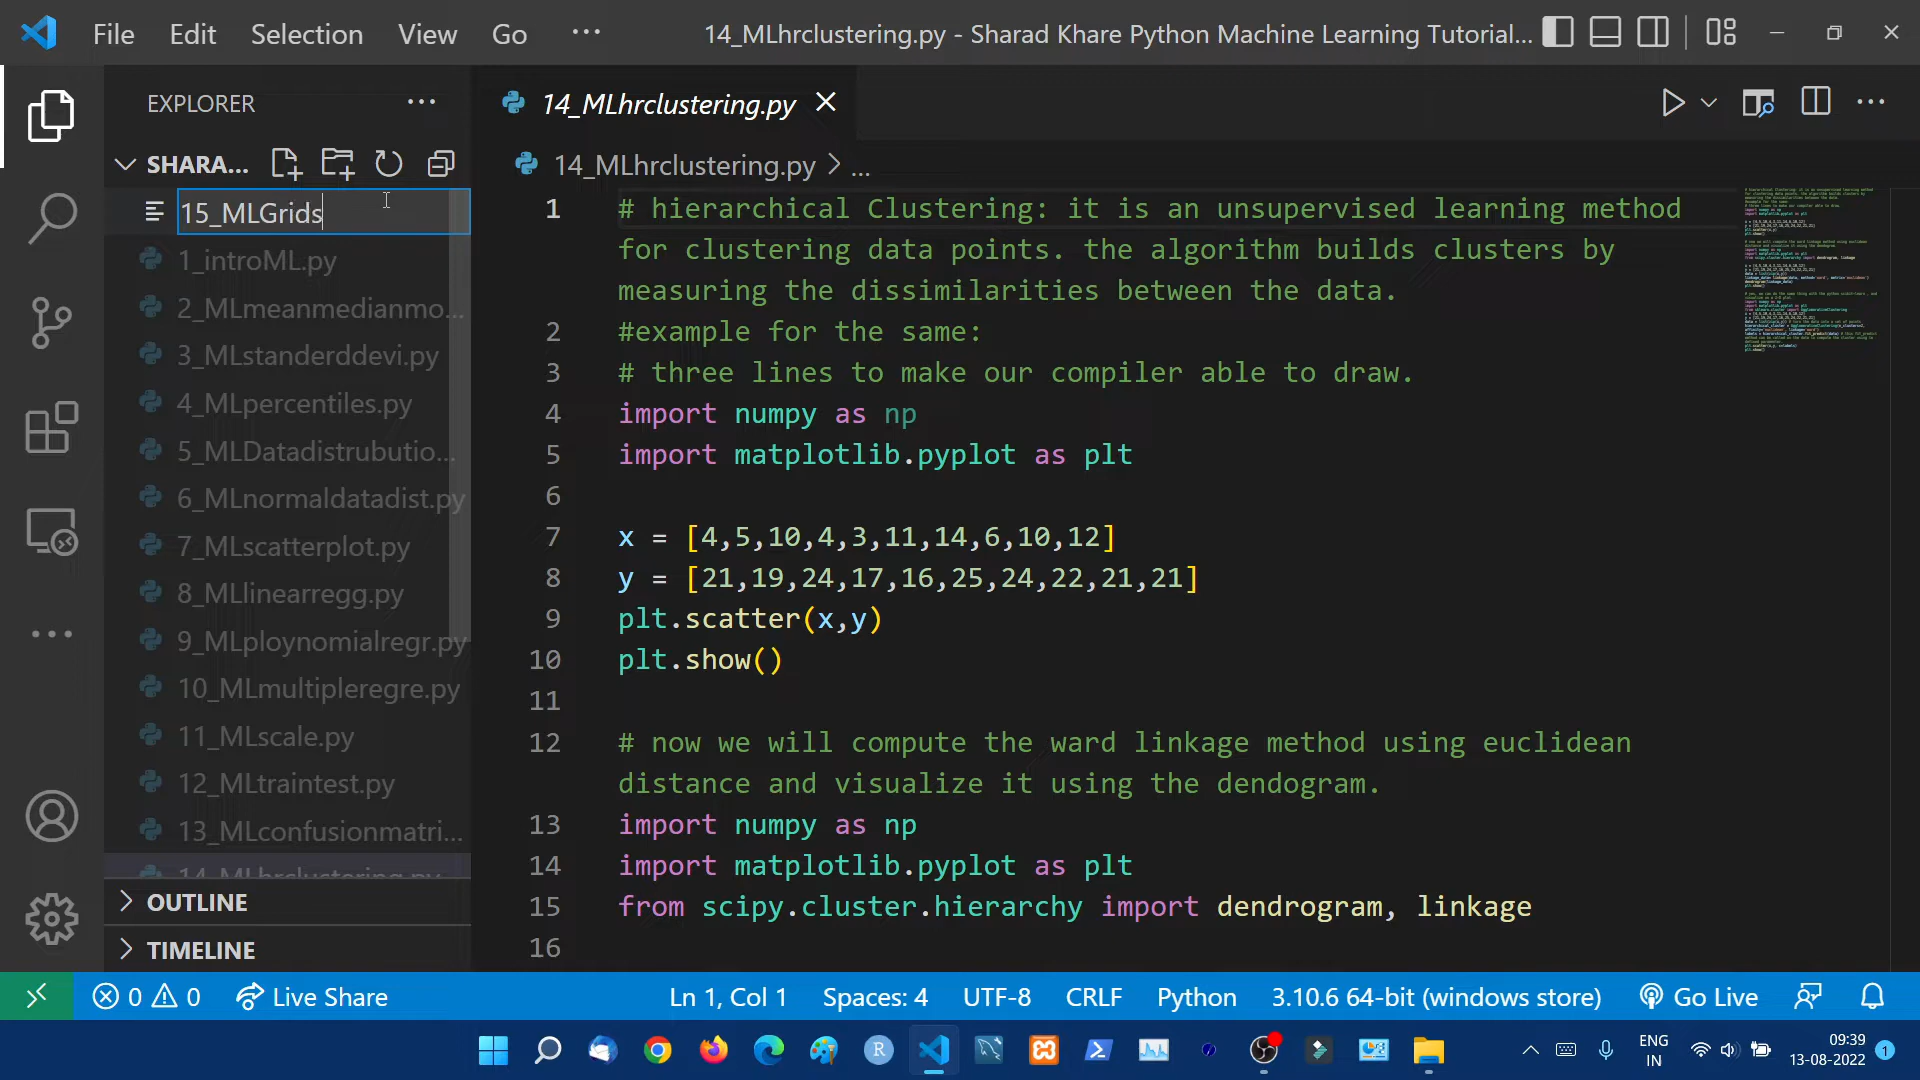 File Edit Selection View Go ··· 14_MLhrclustering.py - Sharad Khare Python Machine Learning Tutorial...
EXPLORER
SHARA...
15_MLGrids
1_introML.py
2_MLmeanmedianmo...
3_MLstanderddevi.py
4_MLpercentiles.py
5_MLDatadistrubutio...
6_MLnormaldatadist.py
7_MLscatterplot.py
8_MLlinearregg.py
9_MLploynomialregr.py
10_MLmultipleregre.py
11_MLscale.py
12_MLtraintest.py
13_MLconfusionmatri...
14_MLhrclustering.py
OUTLINE
TIMELINE
14_MLhrclustering.py
14_MLhrclustering.py > ...
1 # hierarchical Clustering: it is an unsupervised learning method
for clustering data points. the algorithm builds clusters by
measuring the dissimilarities between the data.
2 #example for the same:
3 # three lines to make our compiler able to draw.
4 import numpy as np
5 import matplotlib.pyplot as plt
6
7 x = [4,5,10,4,3,11,14,6,10,12]
8 y = [21,19,24,17,16,25,24,22,21,21]
9 plt.scatter(x,y)
10 plt.show()
11
12 # now we will compute the ward linkage method using euclidean
distance and visualize it using the dendogram.
13 import numpy as np
14 import matplotlib.pyplot as plt
15 from scipy.cluster.hierarchy import dendrogram, linkage
16
0 0 Live Share Ln 1, Col 1 Spaces: 4 UTF-8 CRLF Python 3.10.6 64-bit (windows store) Go Live
R
ENG
IN
09:39
13-08-2022
1